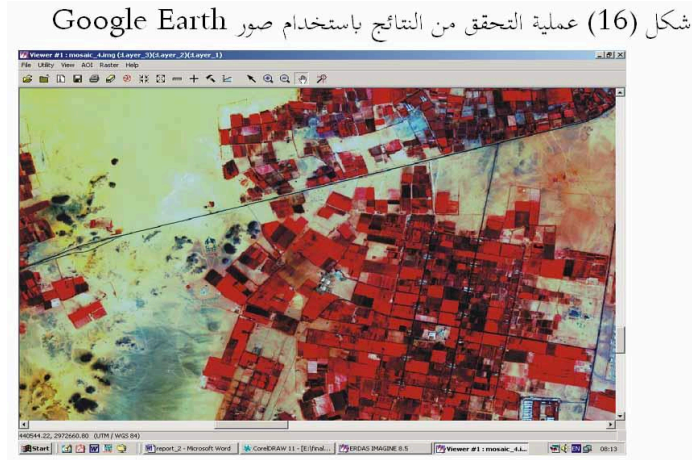 شكل (16) عملية التحقق من النتائج باستخدام صور Google Earth
Viewer #1 : mosaic_4.img (:Layer_3)(:Layer_2)(:Layer_1)
File Utility View AOI Raster Help
440544.22, 2972660.80 (UTM / WGS 84)
Start report_2 - Microsoft Word CorelDRAW 11 - [E:\final... ERDAS IMAGINE 8.5 Viewer #1 : mosaic_4.i... EN 08:13